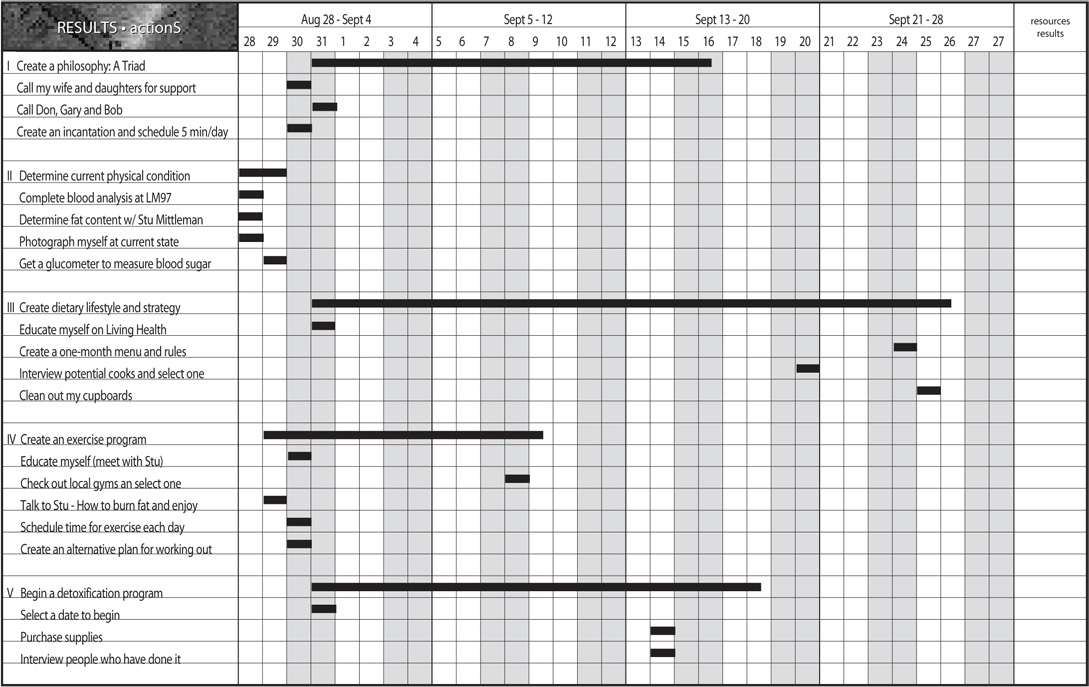 RESULTS • actionS
Aug 28 - Sept 4 Sept 5 - 12 Sept 13 - 20 Sept 21 - 28 resources results
28 29 30 31 1 2 3 4 5 6 7 8 9 10 11 12 13 14 15 16 17 18 19 20 21 22 23 24 25 26 27 27
I Create a philosophy: A Triad
Call my wife and daughters for support
Call Don, Gary and Bob
Create an incantation and schedule 5 min/day
II Determine current physical condition
Complete blood analysis at LM97
Determine fat content w/ Stu Mittleman
Photograph myself at current state
Get a glucometer to measure blood sugar
III Create dietary lifestyle and strategy
Educate myself on Living Health
Create a one-month menu and rules
Interview potential cooks and select one
Clean out my cupboards
IV Create an exercise program
Educate myself (meet with Stu)
Check out local gyms an select one
Talk to Stu - How to burn fat and enjoy
Schedule time for exercise each day
Create an alternative plan for working out
V Begin a detoxification program
Select a date to begin
Purchase supplies
Interview people who have done it